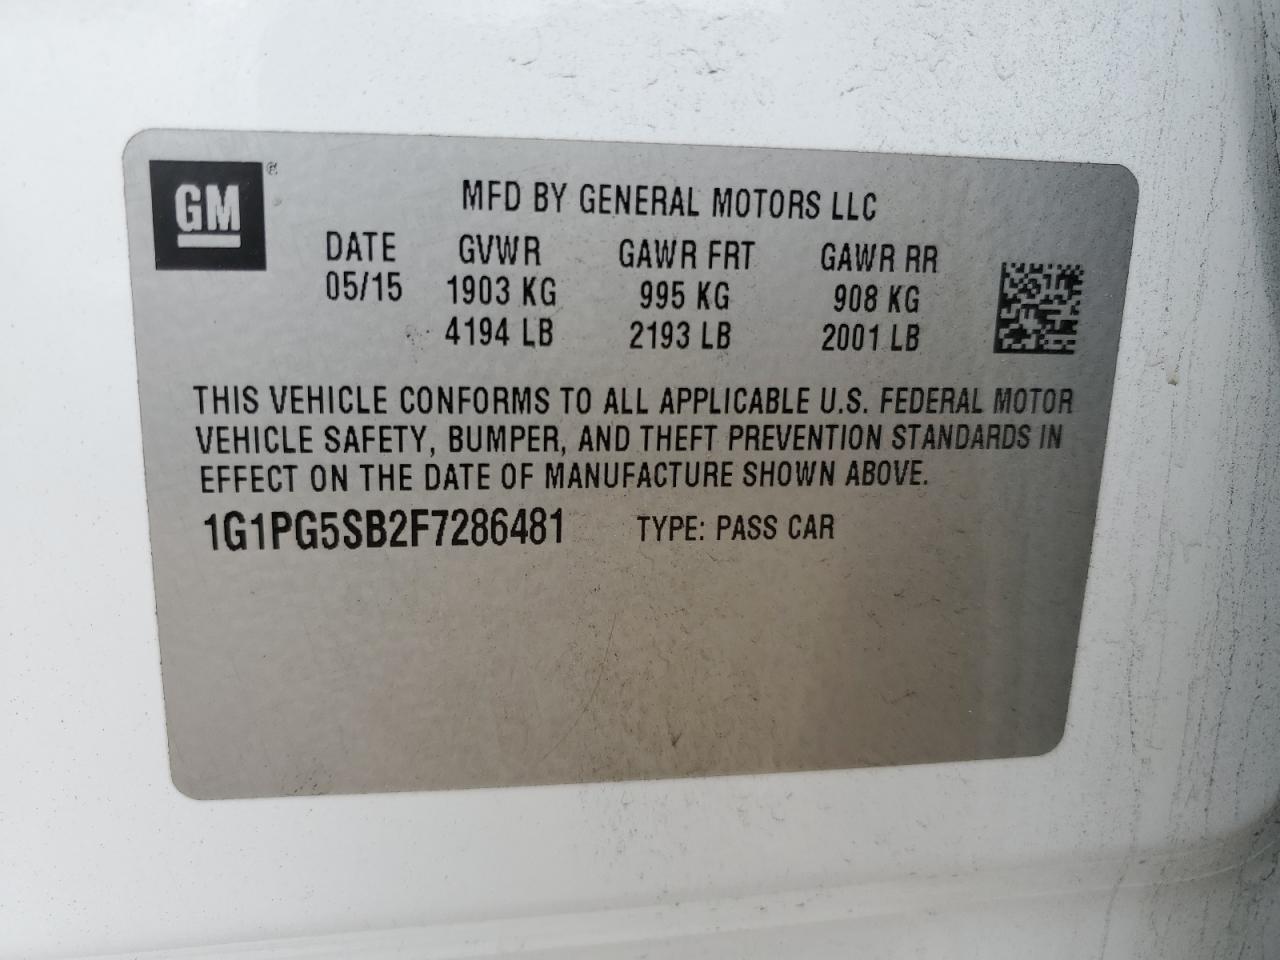 GM®
MFD BY GENERAL MOTORS LLC
DATE GVWR GAWR FRT GAWR RR
05/15 1903 KG 995 KG 908 KG
4194 LB 2193 LB 2001 LB
THIS VEHICLE CONFORMS TO ALL APPLICABLE U.S. FEDERAL MOTOR
VEHICLE SAFETY, BUMPER, AND THEFT PREVENTION STANDARDS IN
EFFECT ON THE DATE OF MANUFACTURE SHOWN ABOVE.
1G1PG5SB2F7286481 TYPE: PASS CAR